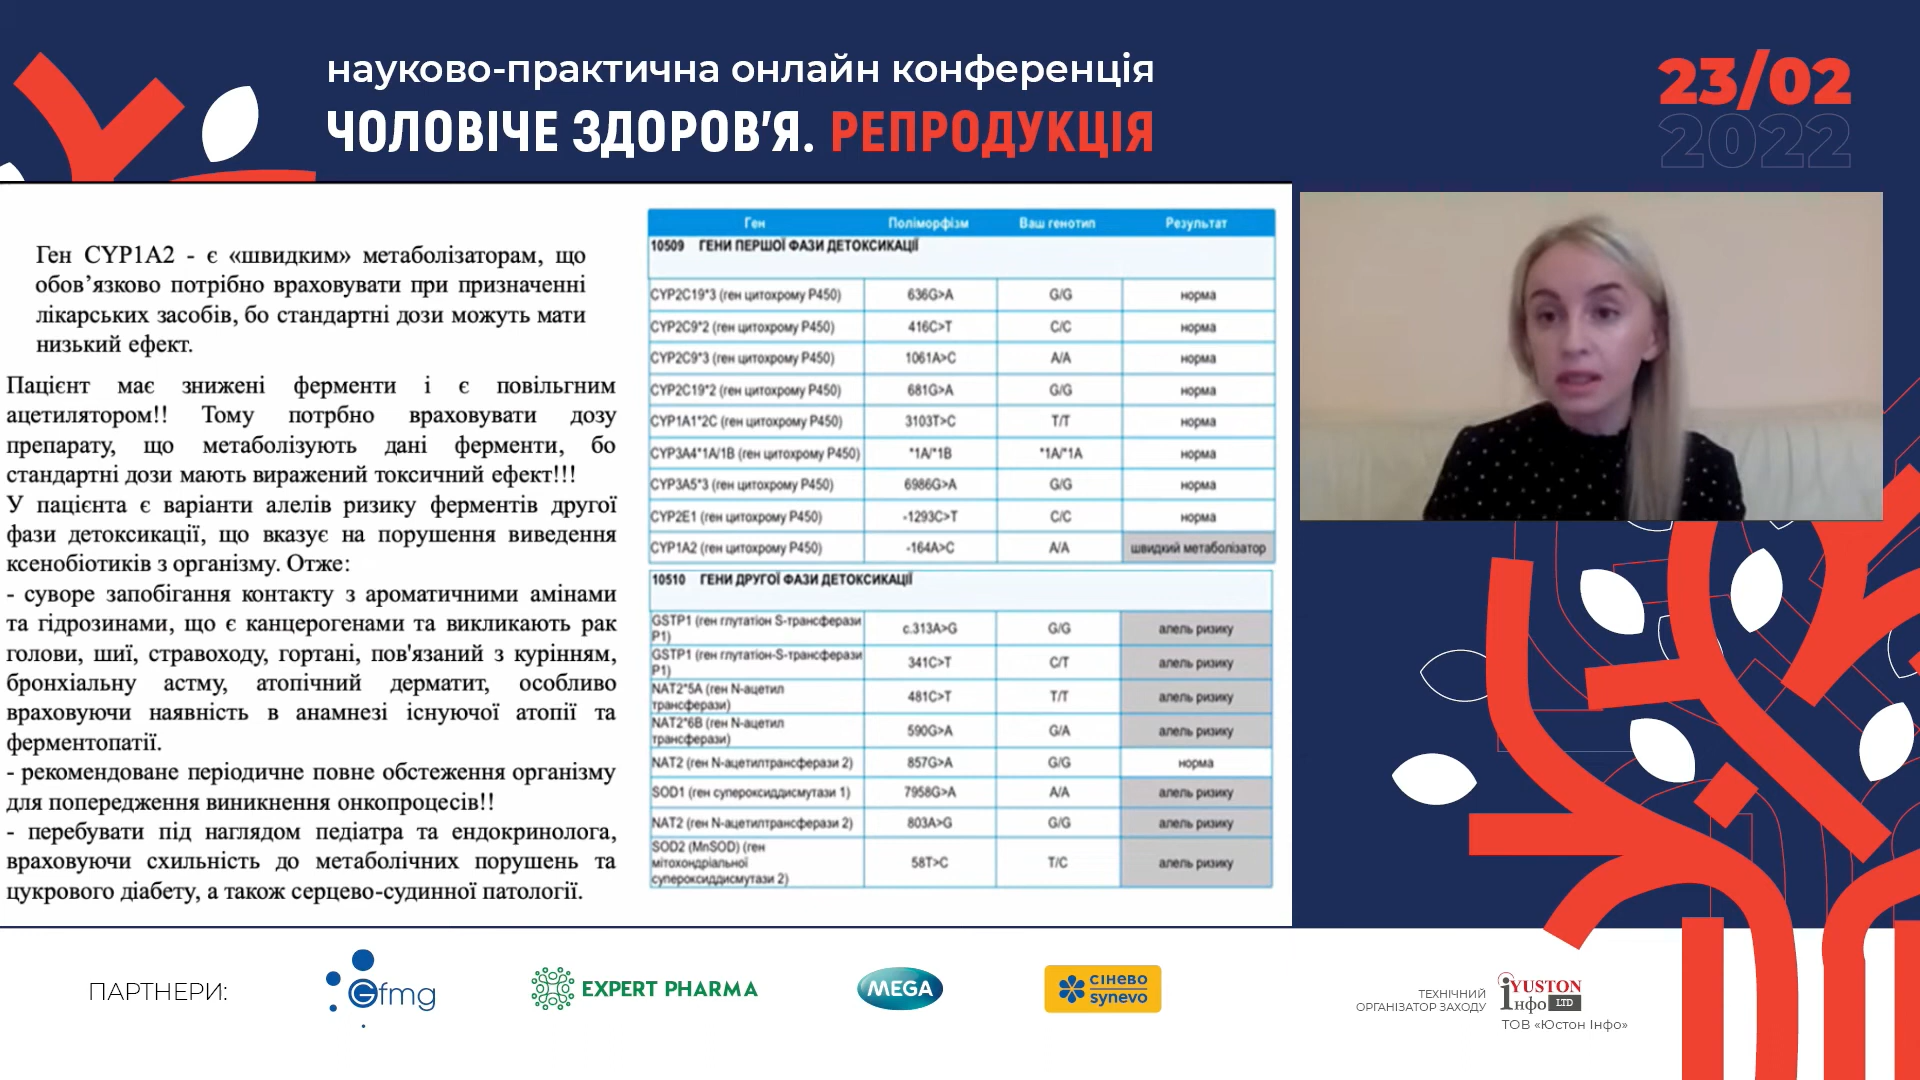 науково-практична онлайн конференція
ЧОЛОВІЧЕ ЗДОРОВ'Я. РЕПРОДУКЦІЯ
23/02
2022
Ген CYP1A2 - є «швидким» метаболізаторам, що
обов’язково потрібно враховувати при призначенні
лікарських засобів, бо стандартні дози можуть мати
низький ефект.
Пацієнт має знижені ферменти і є повільгним
ацетилятором!! Тому потрбно враховувати дозу
препарату, що метаболізують дані ферменти, бо
стандартні дози мають виражений токсичний ефект!!!
У пацієнта є варіанти алелів ризику ферментів другої
фази детоксикації, що вказує на порушення виведення
ксенобіотиків з організму. Отже:
- суворе запобігання контакту з ароматичними амінами
та гідрозинами, що є канцерогенами та викликають рак
голови, шиї, стравоходу, гортані, пов'язаний з курінням,
бронхіальну астму, атопічний дерматит, особливо
враховуючи наявність в анамнезі існуючої атопії та
ферментопатії.
- рекомендоване періодичне повне обстеження організму
для попередження виникнення онкопроцесів!!
- перебувати під наглядом педіатра та ендокринолога,
враховуючи схильність до метаболічних порушень та
цукрового діабету, а також серцево-судинної патології.
Ген Поліморфізм Ваш генотип Результат
10509 ГЕНИ ПЕРШОЇ ФАЗИ ДЕТОКСИКАЦІЇ
CYP2C19*3 (ген цитохрому P450) 636G>A G/G норма
CYP2C9*2 (ген цитохрому P450) 416C>T C/C норма
CYP2C9*3 (ген цитохрому P450) 1061A>C A/A норма
CYP2C19*2 (ген цитохрому P450) 681G>A G/G норма
CYP1A1*2C (ген цитохрому P450) 3103T>C T/T норма
CYP3A4*1A/1B (ген цитохрому P450) *1A/*1B *1A/*1A норма
CYP3A5*3 (ген цитохрому P450) 6986G>A G/G норма
CYP2E1 (ген цитохрому P450) -1293C>T C/C норма
CYP1A2 (ген цитохрому P450) -164A>C A/A швидкий метаболізатор
10510 ГЕНИ ДРУГОЇ ФАЗИ ДЕТОКСИКАЦІЇ
GSTP1 (ген глутатіон S-трансферази
P1) c.313A>G G/G алель ризику
GSTP1 (ген глутатіон-S-трансферази
P1) 341C>T C/T алель ризику
NAT2*5A (ген N-ацетил
трансферази) 481C>T T/T алель ризику
NAT2*6B (ген N-ацетил
трансферази) 590G>A G/A алель ризику
NAT2 (ген N-ацетилтрансферази 2) 857G>A G/G норма
SOD1 (ген супероксиддисмутази 1) 7958G>A A/A алель ризику
NAT2 (ген N-ацетилтрансферази 2) 803A>G G/G алель ризику
SOD2 (MnSOD) (ген
мітохондріальної
супероксиддисмутази 2) 58T>C T/C алель ризику
ПАРТНЕРИ:
Gfmg
EXPERT PHARMA
MEGA
сінево
synevo
ТЕХНІЧНИЙ
ОРГАНІЗАТОР ЗАХОДУ
YUSTON
Інфо LTD
ТОВ «Юстон Інфо»